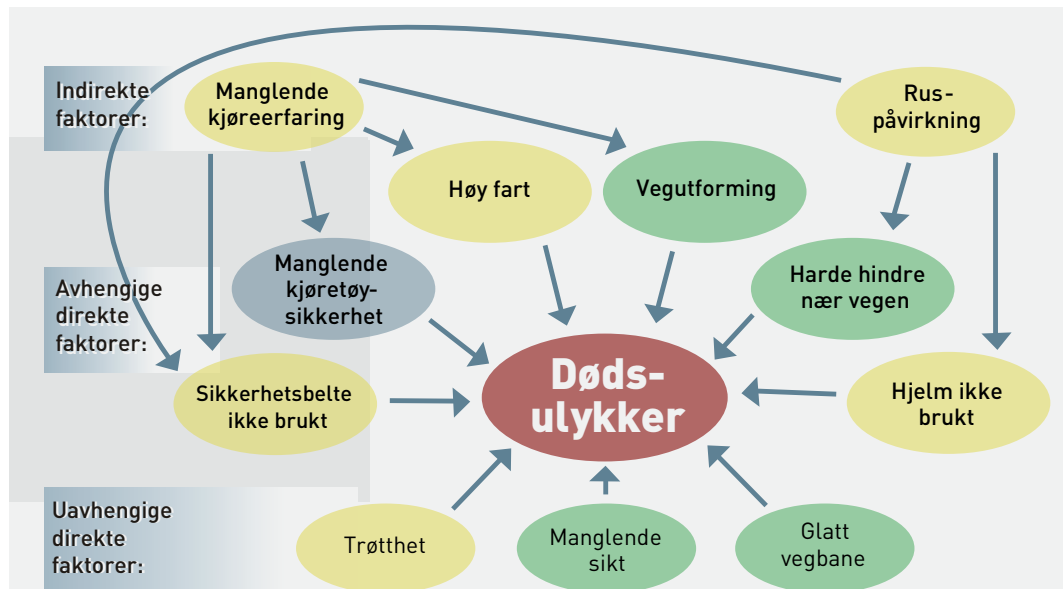 Indirekte
faktorer:
Manglende
kjøreerfaring
Rus-
påvirkning
Høy fart
Vegutforming
Avhengige
direkte
faktorer:
Manglende
kjøretøy-
sikkerhet
Harde hindre
nær vegen
Sikkerhetsbelte
ikke brukt
Døds-
ulykker
Hjelm ikke
brukt
Uavhengige
direkte
faktorer:
Trøtthet
Manglende
sikt
Glatt
vegbane